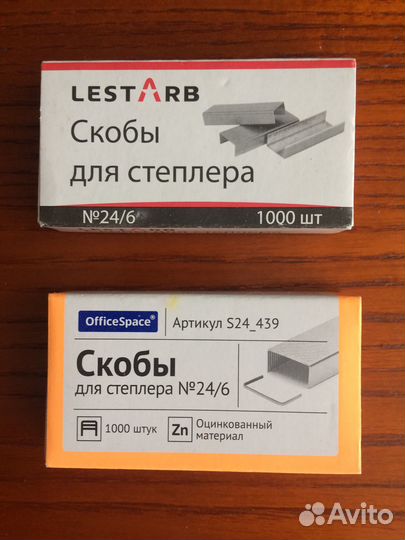 LESTARB
Скобы
для степлера
№24/6 1000 шт
OfficeSpace® Артикул S24_439
Скобы
для степлера №24/6
1000 штук Zn Оцинкованный
материал
Avito